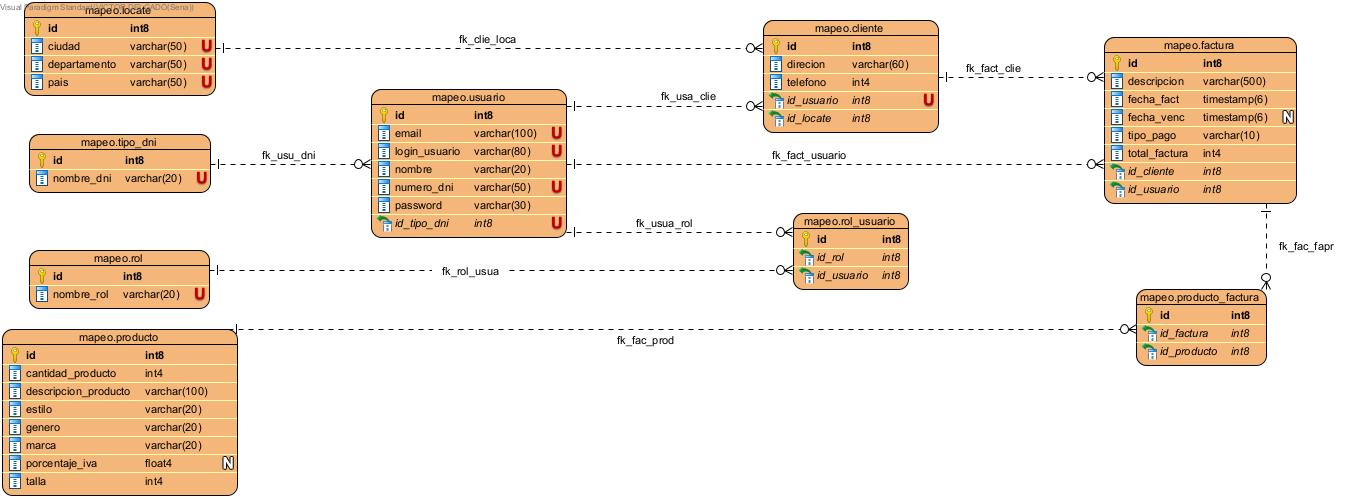 Visual Paradigm Standard
(Sena))
mapeo.locate
id int8
ciudad varchar(50) U
departamento varchar(50) U
pais varchar(50) U
fk_clie_loca
mapeo.cliente
id int8
direcion varchar(60)
telefono int4
id_usuario int8 U
id_locate int8
fk_fact_clie
mapeo.factura
id int8
descripcion varchar(500)
fecha_fact timestamp(6)
fecha_venc timestamp(6) N
tipo_pago varchar(10)
total_factura int4
id_cliente int8
id_usuario int8
mapeo.usuario
id int8
email varchar(100) U
login_usuario varchar(80) U
nombre varchar(20)
numero_dni varchar(50) U
password varchar(30)
id_tipo_dni int8 U
fk_usa_clie
fk_fact_usuario
mapeo.tipo_dni
id int8
nombre_dni varchar(20) U
fk_usu_dni
fk_usua_rol
mapeo.rol_usuario
id int8
id_rol int8
id_usuario int8
fk_fac_fapr
mapeo.rol
id int8
nombre_rol varchar(20) U
fk_rol_usua
mapeo.producto_factura
id int8
id_factura int8
id_producto int8
mapeo.producto
id int8
cantidad_producto int4
descripcion_producto varchar(100)
estilo varchar(20)
genero varchar(20)
marca varchar(20)
porcentaje_iva float4 N
talla int4
fk_fac_prod